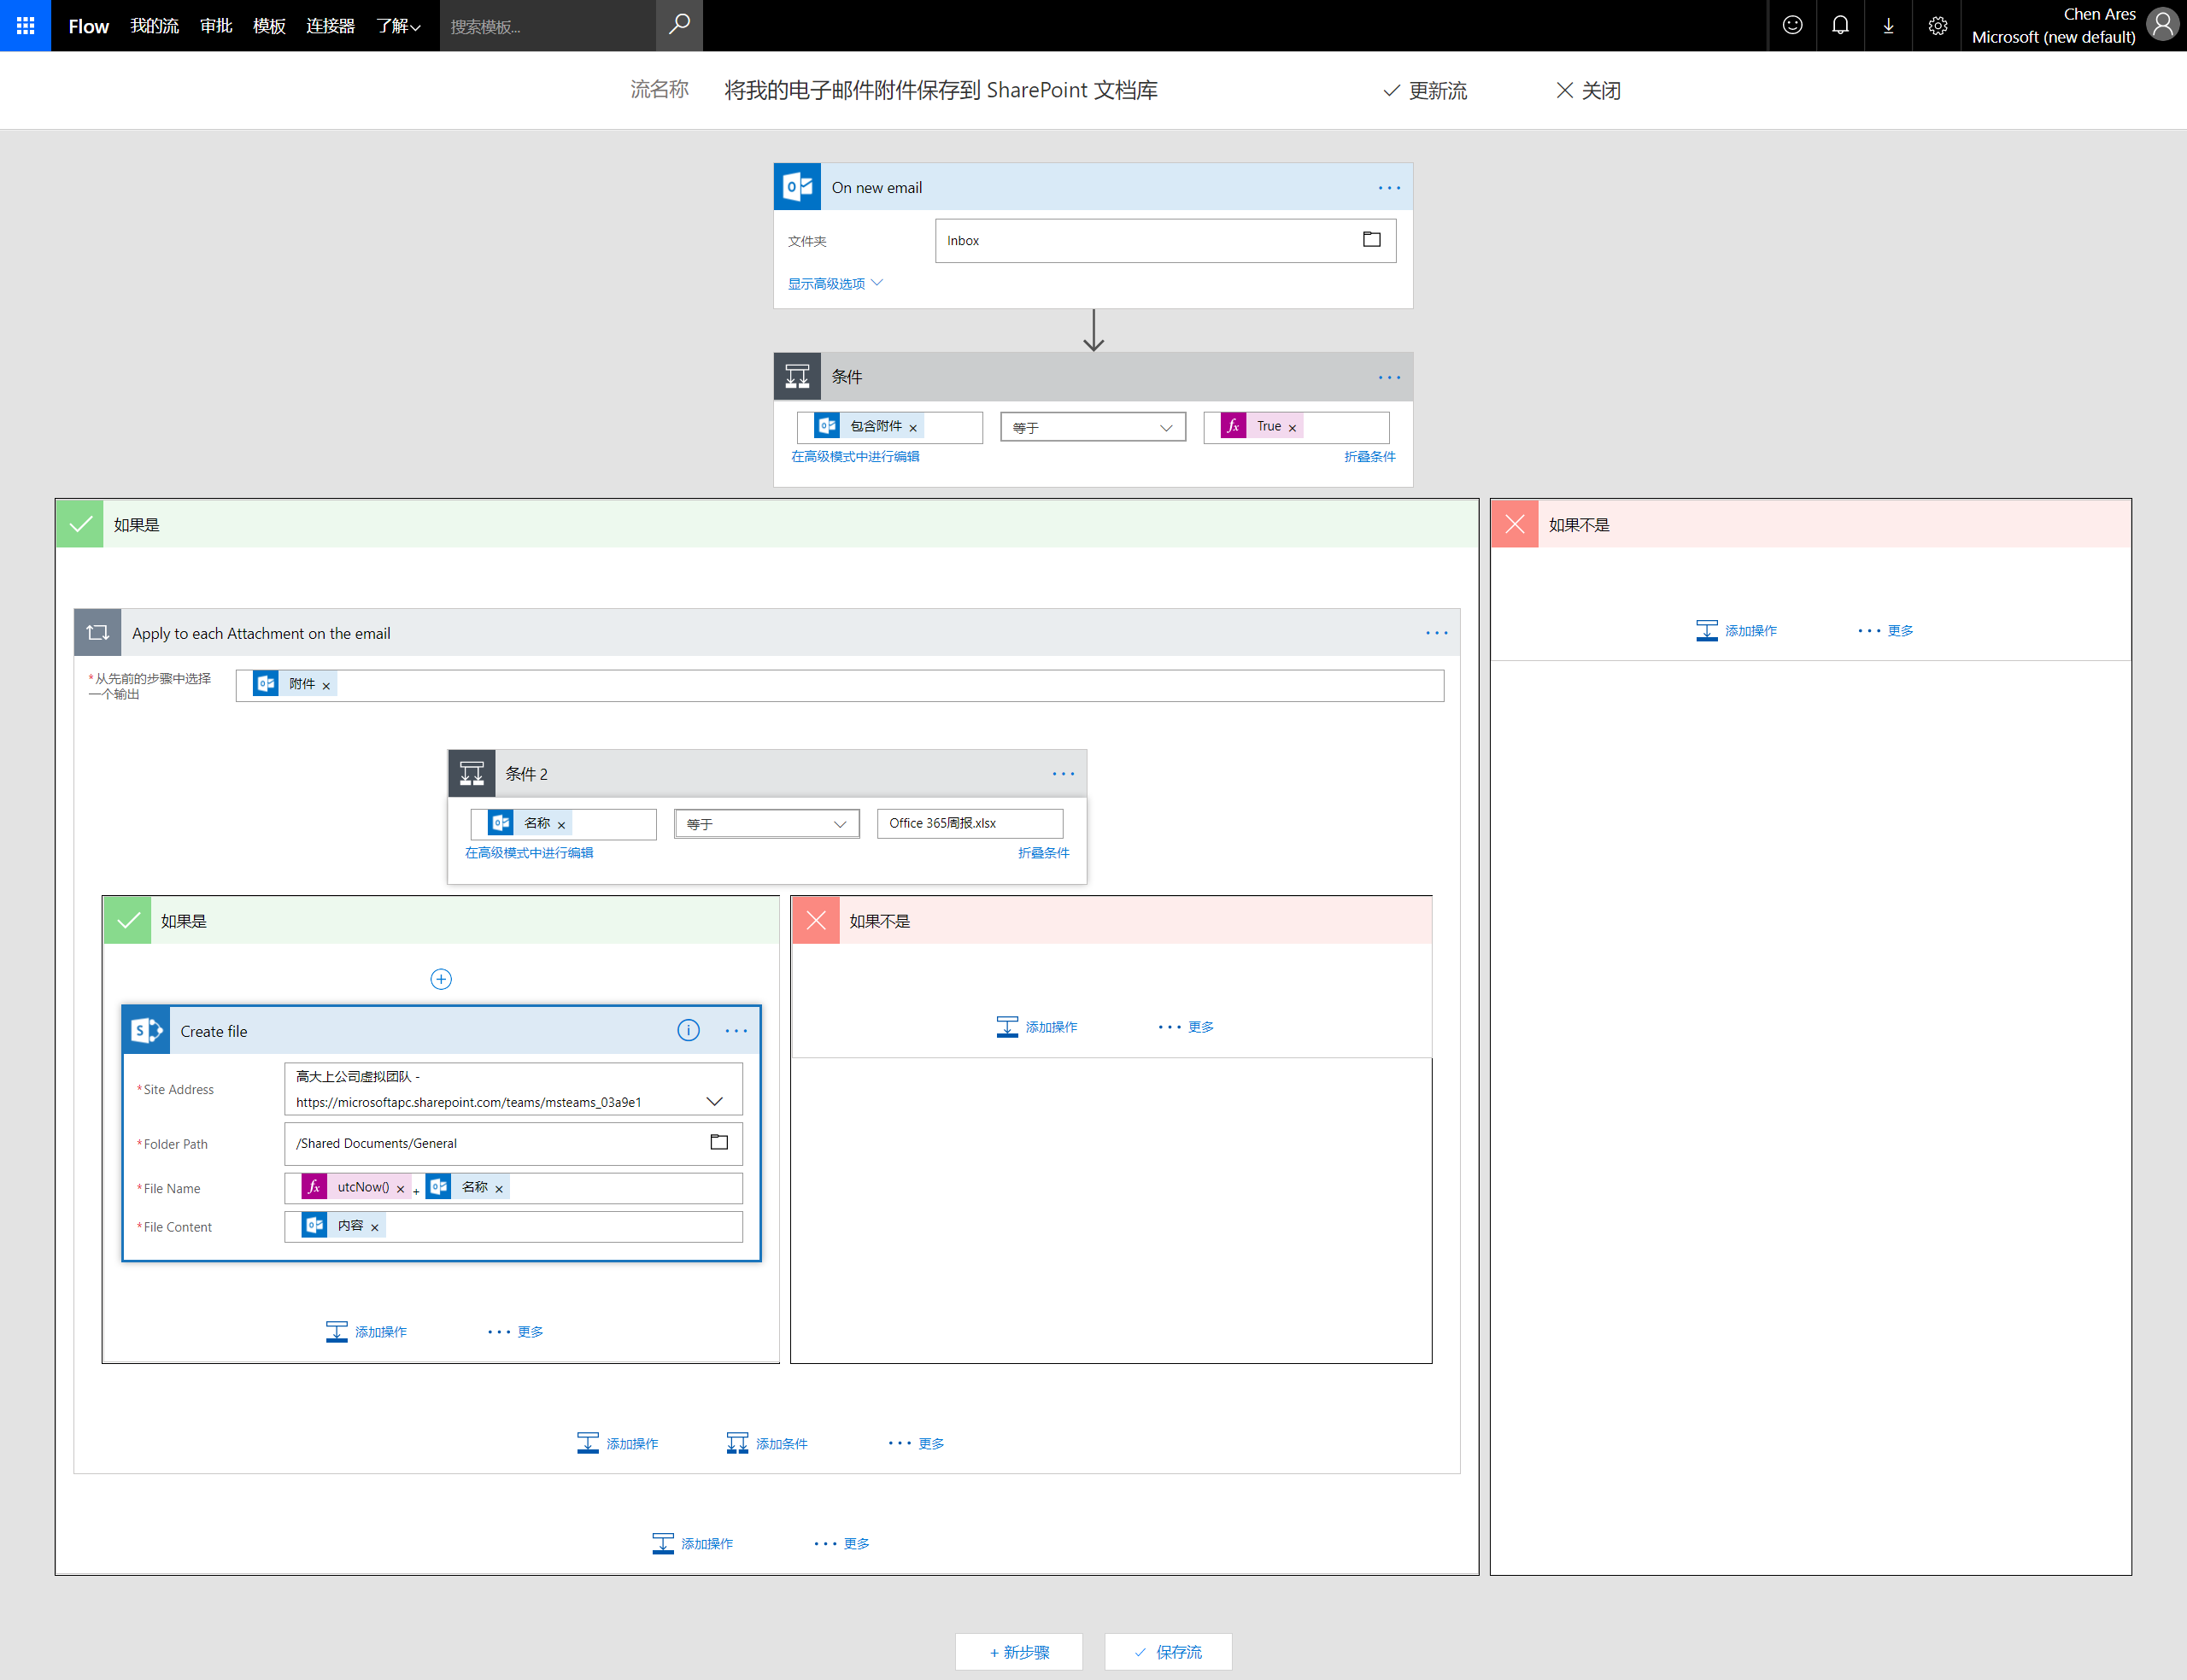 Flow 我的流 审批 模板 连接器 了解 搜索模板... Chen Ares
Microsoft (new default)
流名称 将我的电子邮件附件保存到 SharePoint 文档库 更新流 关闭
On new email
文件夹 Inbox
显示高级选项
条件
包含附件 × 等于 fx True ×
在高级模式中进行编辑 折叠条件
如果是
如果不是
添加操作 更多
Apply to each Attachment on the email
*从先前的步骤中选择
一个输出
附件 ×
条件 2
名称 × 等于 Office 365周报.xlsx
在高级模式中进行编辑 折叠条件
如果是
如果不是
添加操作 更多
Create file
*Site Address
高大上公司虚拟团队 -
https://microsoftapc.sharepoint.com/teams/msteams_03a9e1
*Folder Path /Shared Documents/General
*File Name fx utcNow() × + 名称 ×
*File Content 内容 ×
添加操作 更多
添加操作 添加条件 更多
添加操作 更多
+ 新步骤 保存流